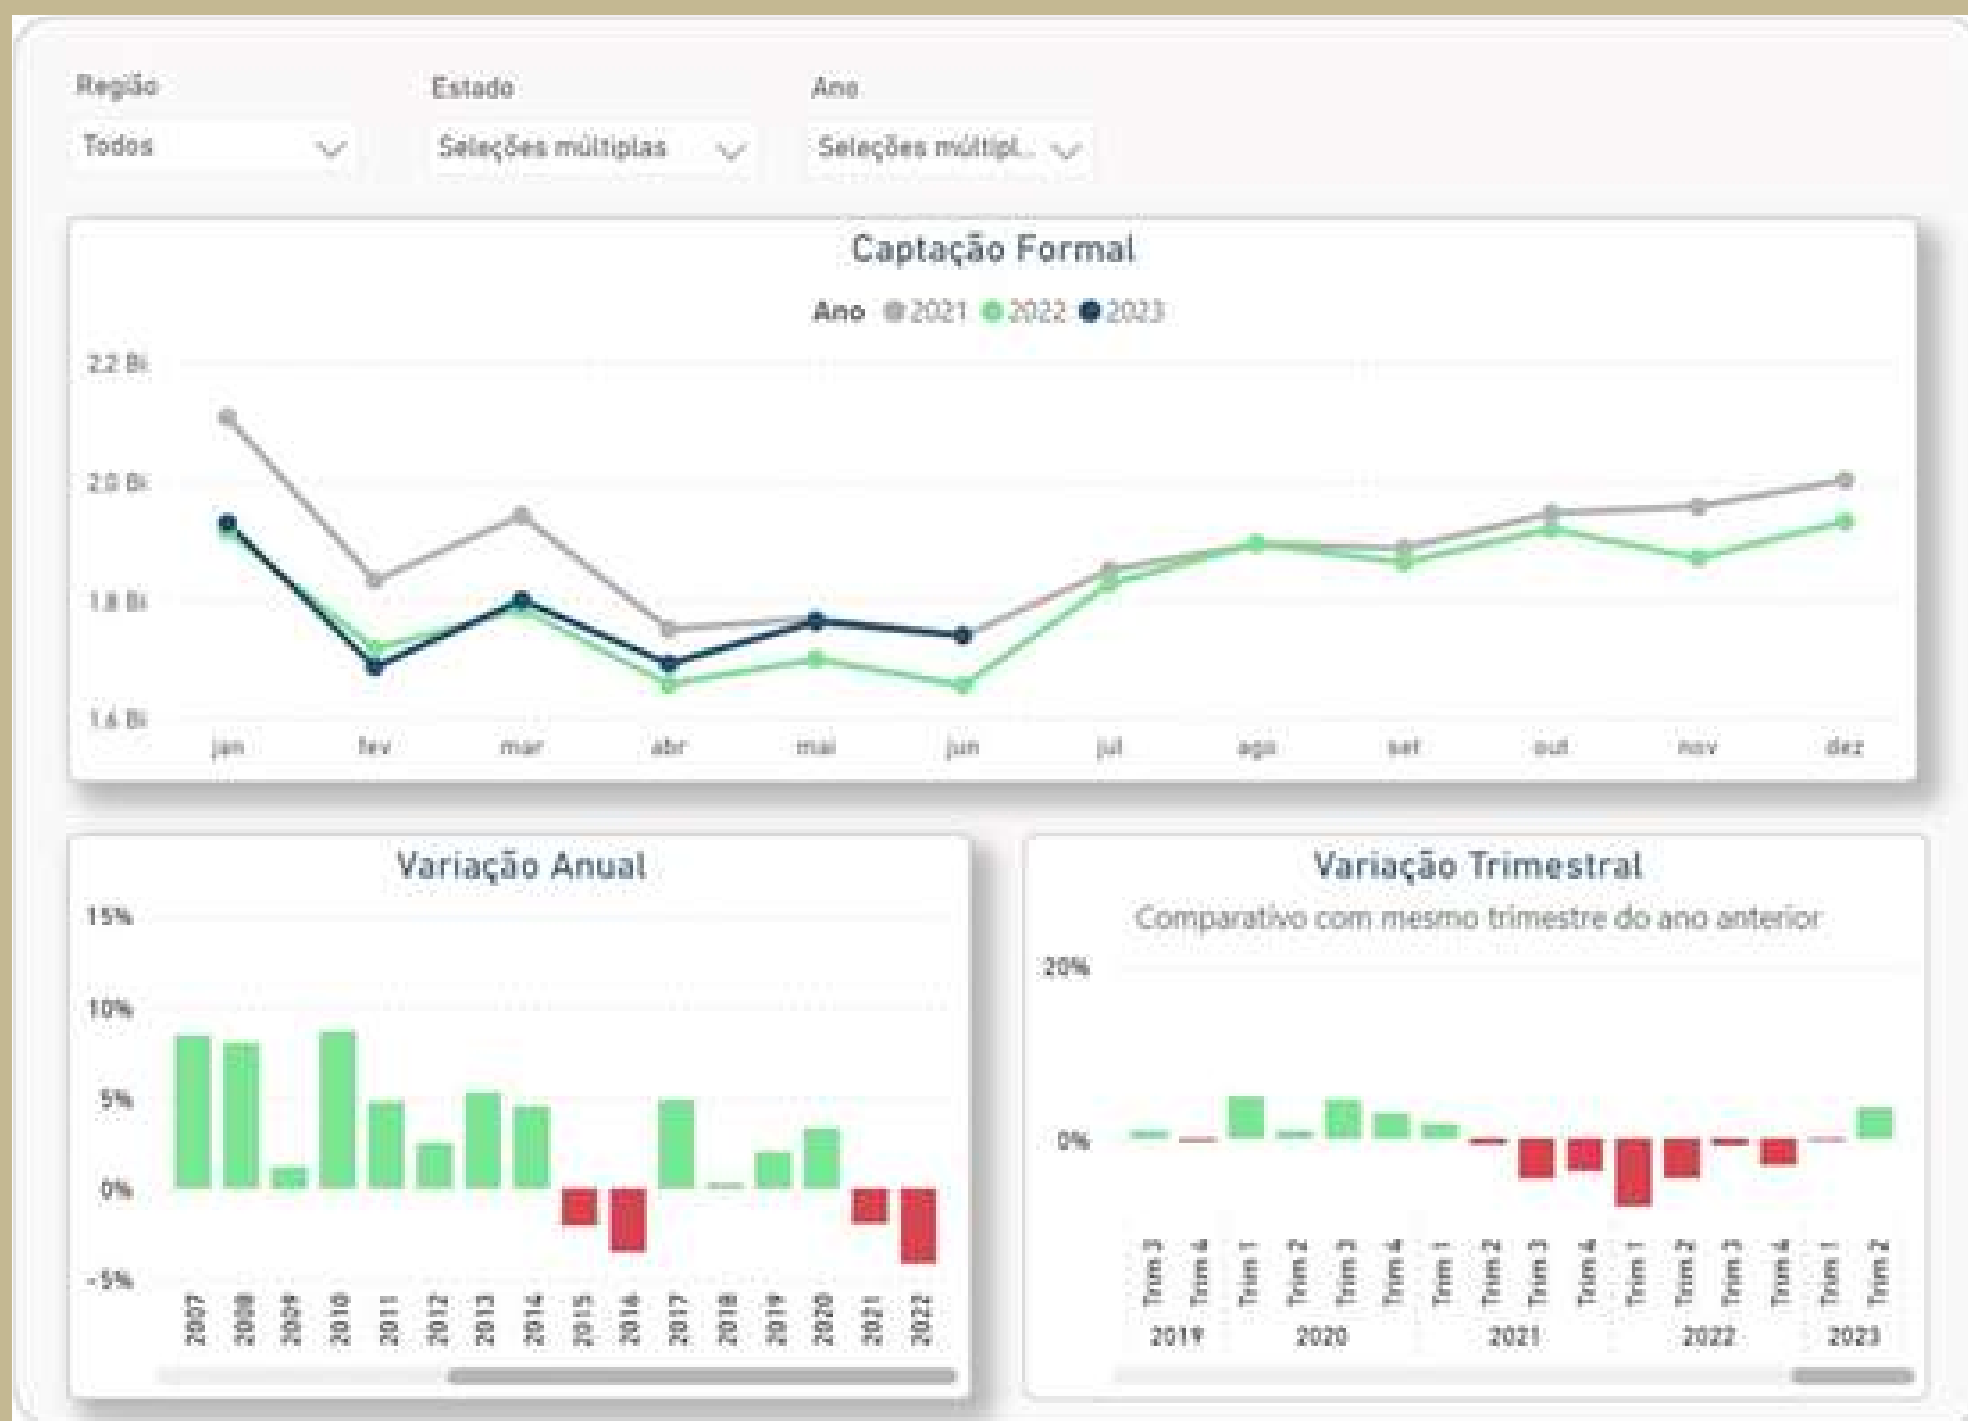 Região Estado Ano
Todos Seleções múltiplas Seleções múltipl...
Captação Formal
Ano 2021 2022 2023
2,2 Bi
2,0 Bi
1,8 Bi
1,6 Bi
jan fev mar abr mai jun jul ago set out nov dez
Variação Anual
15%
10%
5%
0%
-5%
2007 2008 2009 2010 2011 2012 2013 2014 2015 2016 2017 2018 2019 2020 2021 2022
Variação Trimestral
Comparativo com mesmo trimestre do ano anterior
20%
0%
Trim 3 Trim 4 Trim 1 Trim 2 Trim 3 Trim 4 Trim 1 Trim 2 Trim 3 Trim 4 Trim 1 Trim 2 Trim 3 Trim 4 Trim 1 Trim 2
2019 2020 2021 2022 2023